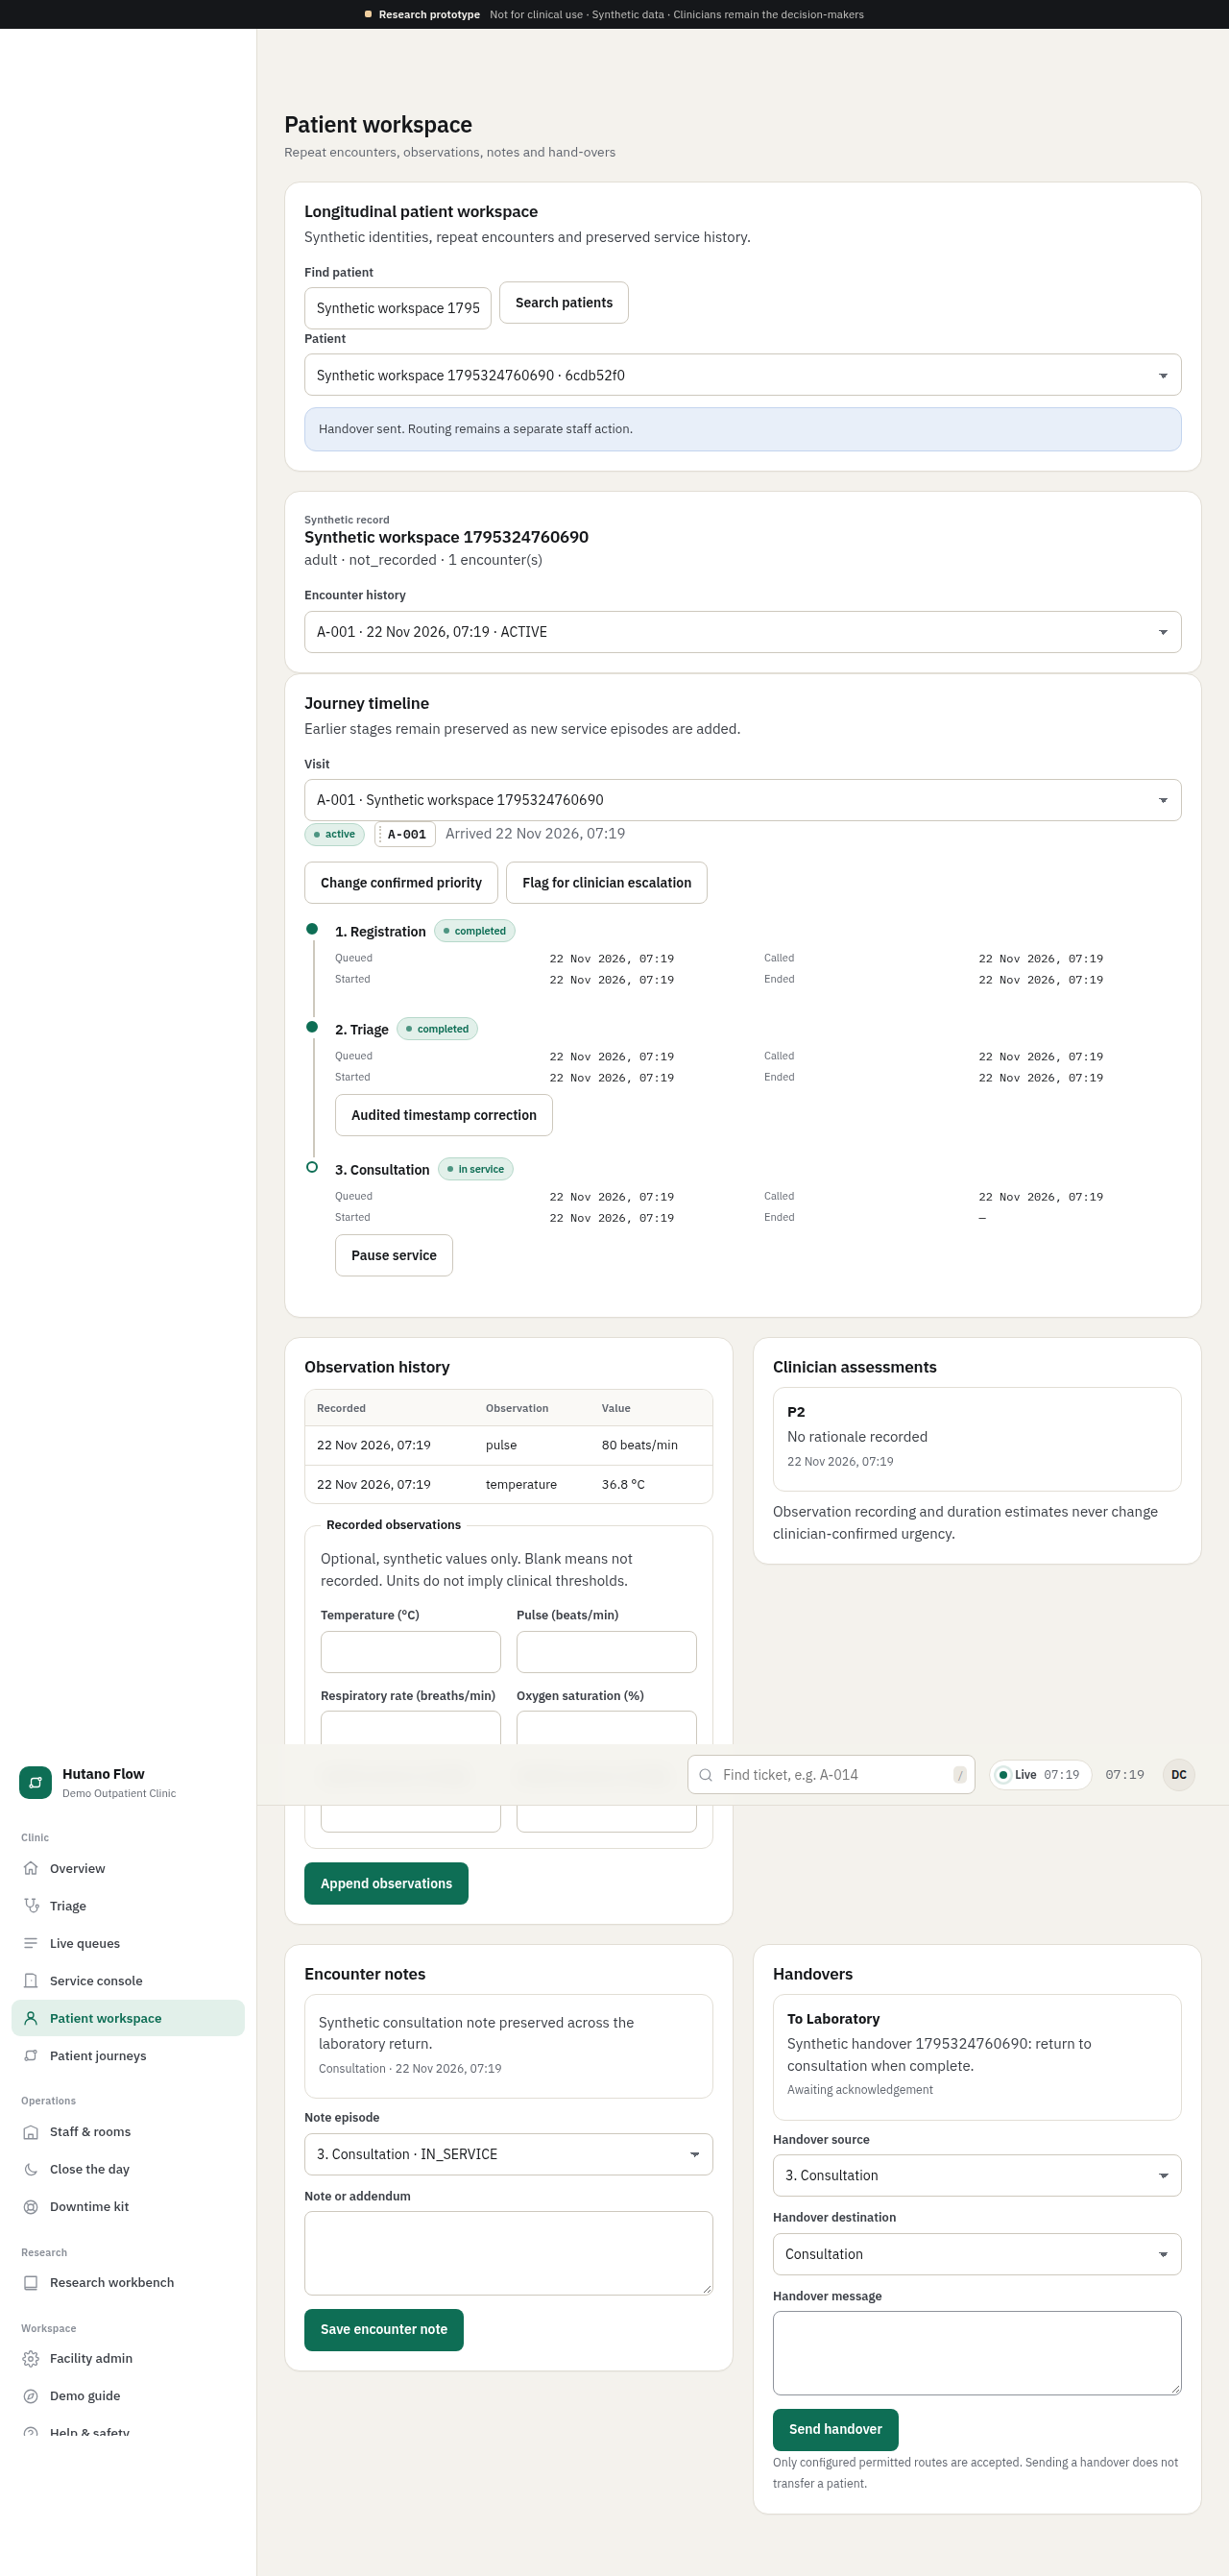 Research prototype Not for clinical use · Synthetic data · Clinicians remain the decision-makers
Patient workspace
Repeat encounters, observations, notes and hand-overs
Longitudinal patient workspace
Synthetic identities, repeat encounters and preserved service history.
Find patient
Synthetic workspace 1795
Search patients
Patient
Synthetic workspace 1795324760690 · 6cdb52f0
Handover sent. Routing remains a separate staff action.
Synthetic record
Synthetic workspace 1795324760690
adult · not_recorded · 1 encounter(s)
Encounter history
A-001 · 22 Nov 2026, 07:19 · ACTIVE
Journey timeline
Earlier stages remain preserved as new service episodes are added.
Visit
A-001 · Synthetic workspace 1795324760690
active A-001 Arrived 22 Nov 2026, 07:19
Change confirmed priority
Flag for clinician escalation
1. Registration completed
Queued 22 Nov 2026, 07:19 Called 22 Nov 2026, 07:19
Started 22 Nov 2026, 07:19 Ended 22 Nov 2026, 07:19
2. Triage completed
Queued 22 Nov 2026, 07:19 Called 22 Nov 2026, 07:19
Started 22 Nov 2026, 07:19 Ended 22 Nov 2026, 07:19
Audited timestamp correction
3. Consultation in service
Queued 22 Nov 2026, 07:19 Called 22 Nov 2026, 07:19
Started 22 Nov 2026, 07:19 Ended —
Pause service
Observation history
Recorded Observation Value
22 Nov 2026, 07:19 pulse 80 beats/min
22 Nov 2026, 07:19 temperature 36.8 °C
Recorded observations
Optional, synthetic values only. Blank means not
recorded. Units do not imply clinical thresholds.
Temperature (°C) Pulse (beats/min)
Respiratory rate (breaths/min) Oxygen saturation (%)
Append observations
Clinician assessments
P2
No rationale recorded
22 Nov 2026, 07:19
Observation recording and duration estimates never change
clinician-confirmed urgency.
Find ticket, e.g. A-014 /
Live 07:19 07:19 DC
Hutano Flow
Demo Outpatient Clinic
Clinic
Overview
Triage
Live queues
Service console
Patient workspace
Patient journeys
Operations
Staff & rooms
Close the day
Downtime kit
Research
Research workbench
Workspace
Facility admin
Demo guide
Help & safety
Encounter notes
Synthetic consultation note preserved across the
laboratory return.
Consultation · 22 Nov 2026, 07:19
Note episode
3. Consultation · IN_SERVICE
Note or addendum
Save encounter note
Handovers
To Laboratory
Synthetic handover 1795324760690: return to
consultation when complete.
Awaiting acknowledgement
Handover source
3. Consultation
Handover destination
Consultation
Handover message
Send handover
Only configured permitted routes are accepted. Sending a handover does not
transfer a patient.